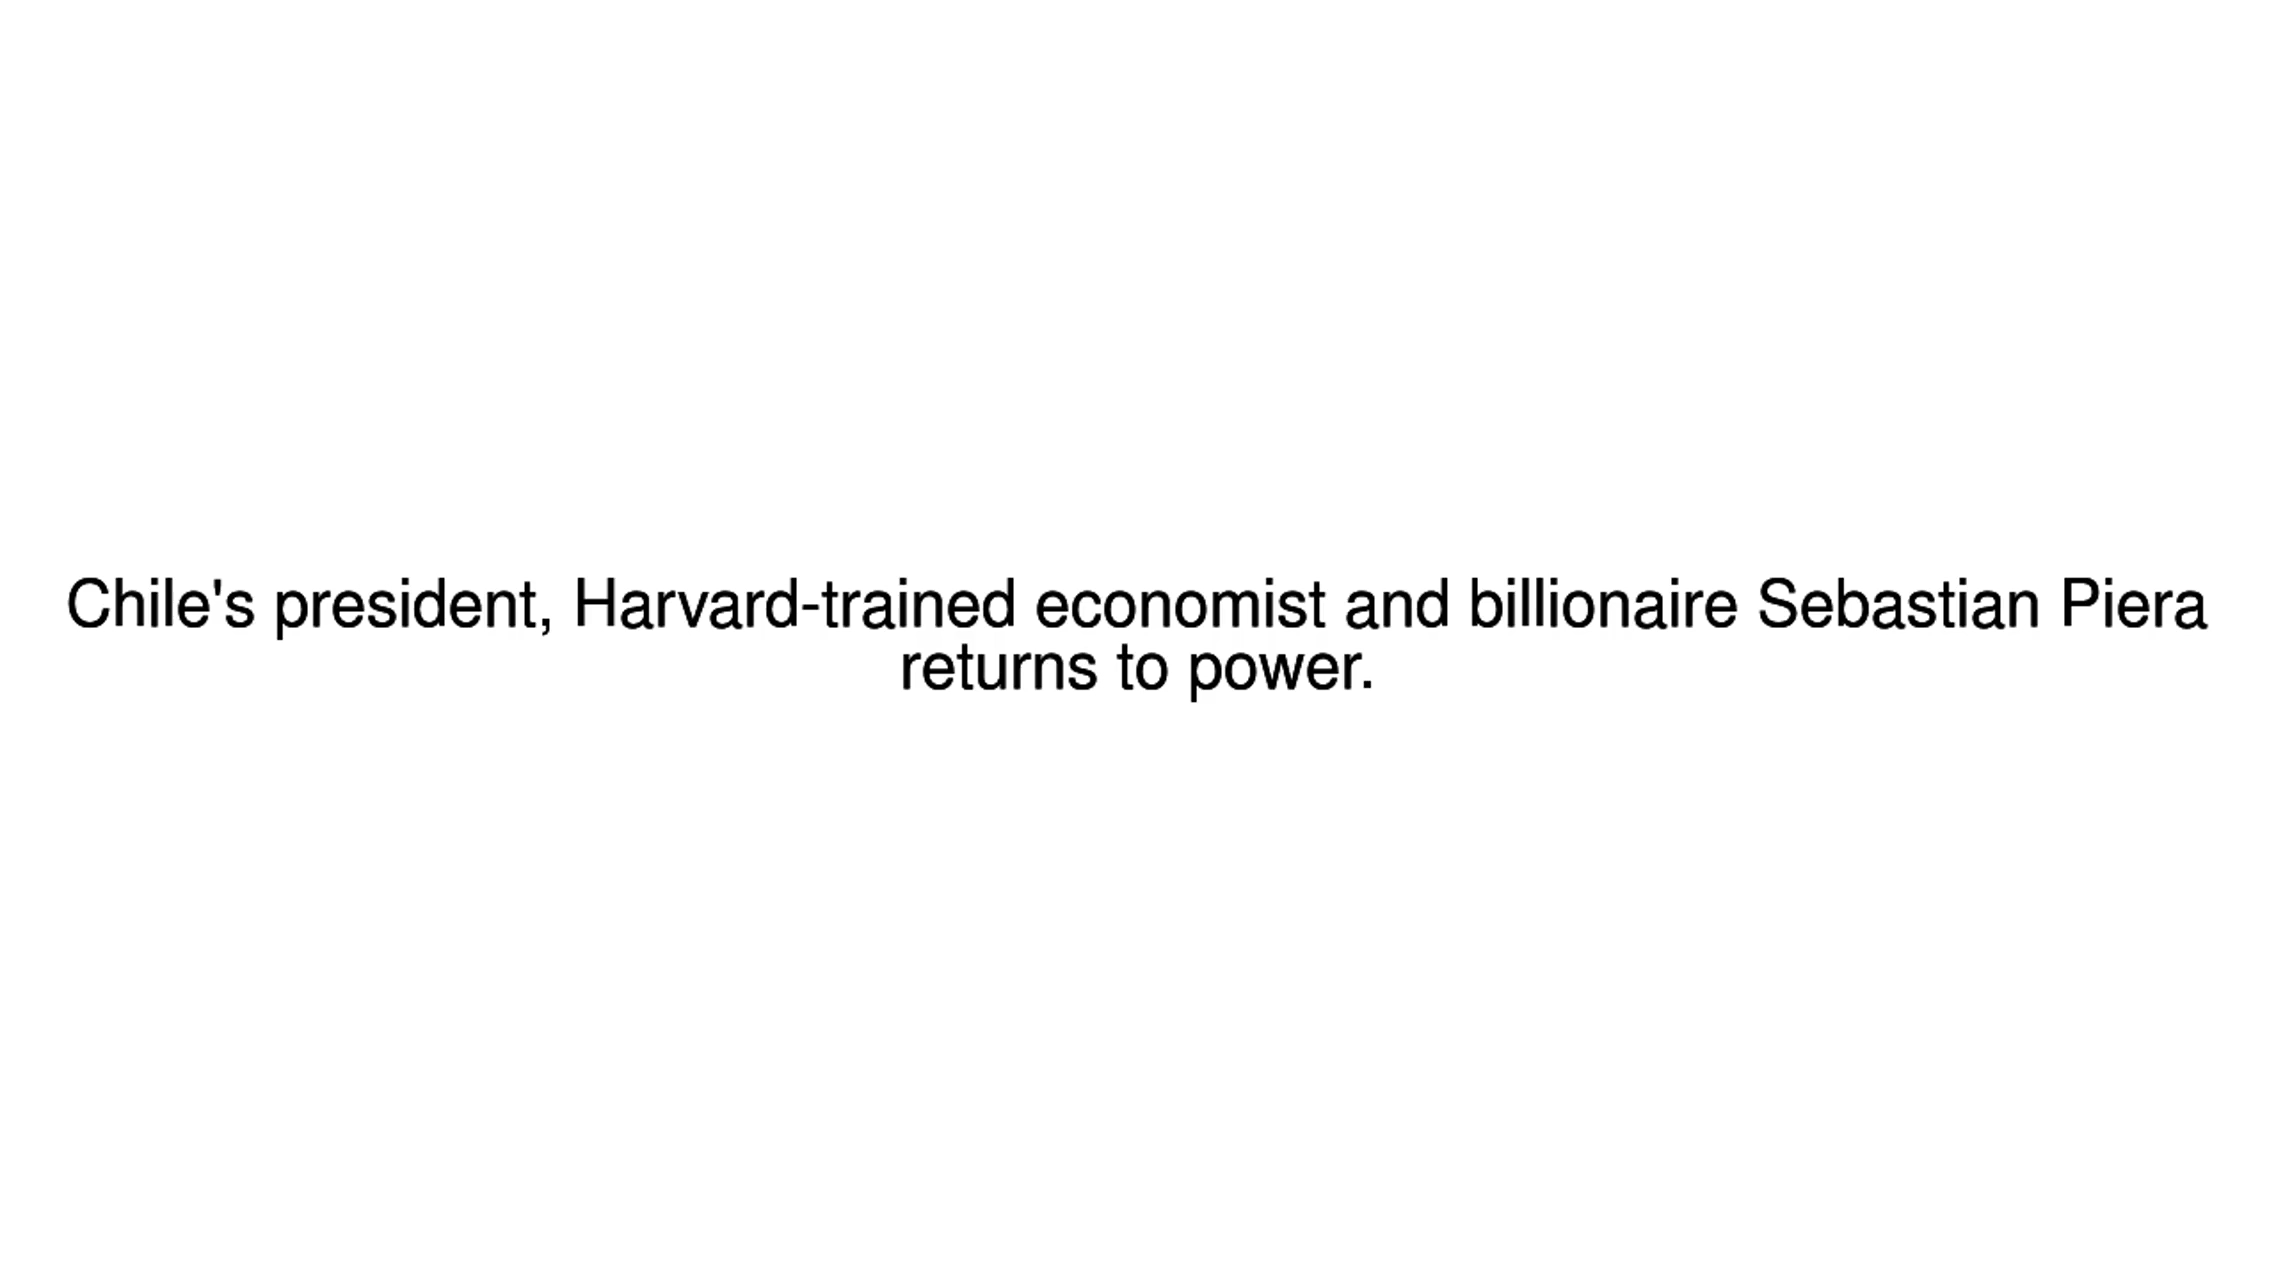 Chile's president, Harvard-trained economist and billionaire Sebastian Piera
returns to power.